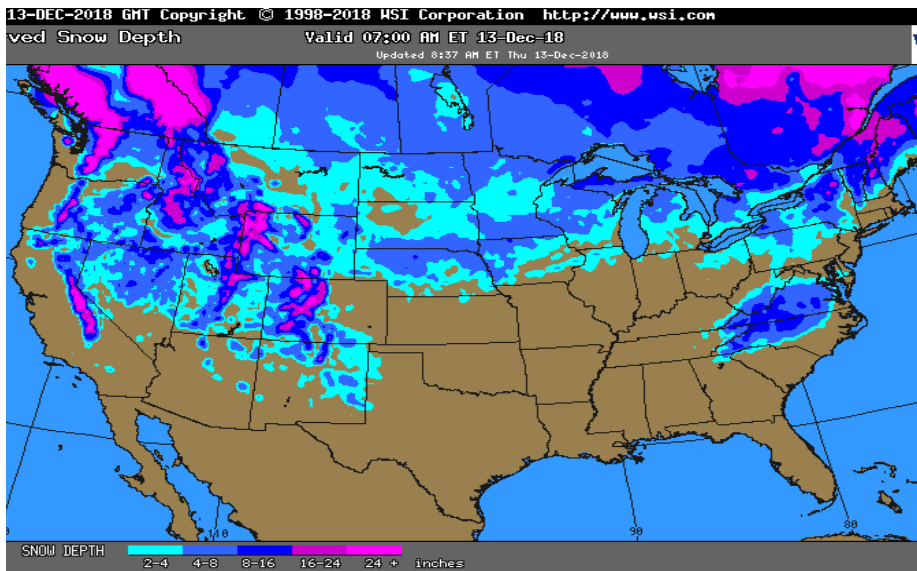 13-DEC-2018 GMT Copyright © 1998-2018 WSI Corporation http://www.wsi.com
ved Snow Depth Valid 07:00 AM ET 13-Dec-18
Updated 8:37 AM ET Thu 13-Dec-2018
110 90 80
SNOW DEPTH
2-4 4-8 8-16 16-24 24 + inches